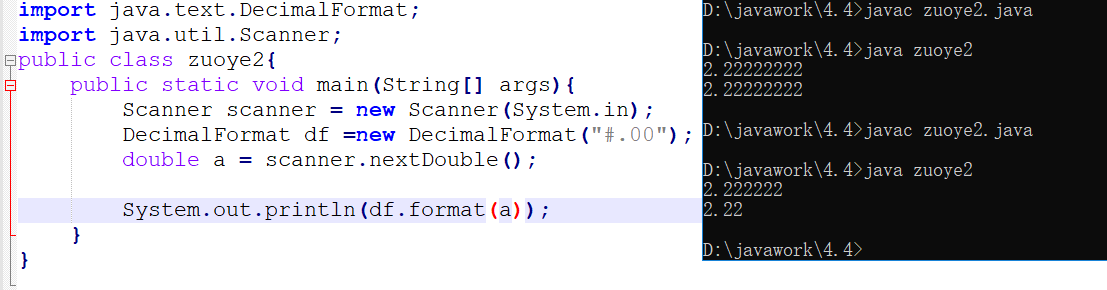 import java.text.DecimalFormat;
import java.util.Scanner;
public class zuoye2{
public static void main(String[] args){
Scanner scanner = new Scanner(System.in);
DecimalFormat df =new DecimalFormat("#.00");
double a = scanner.nextDouble();
System.out.println(df.format(a));
}
}
D:\javawork\4.4>javac zuoye2.java
D:\javawork\4.4>java zuoye2
2.22222222
2.22222222
D:\javawork\4.4>javac zuoye2.java
D:\javawork\4.4>java zuoye2
2.222222
2.22
D:\javawork\4.4>